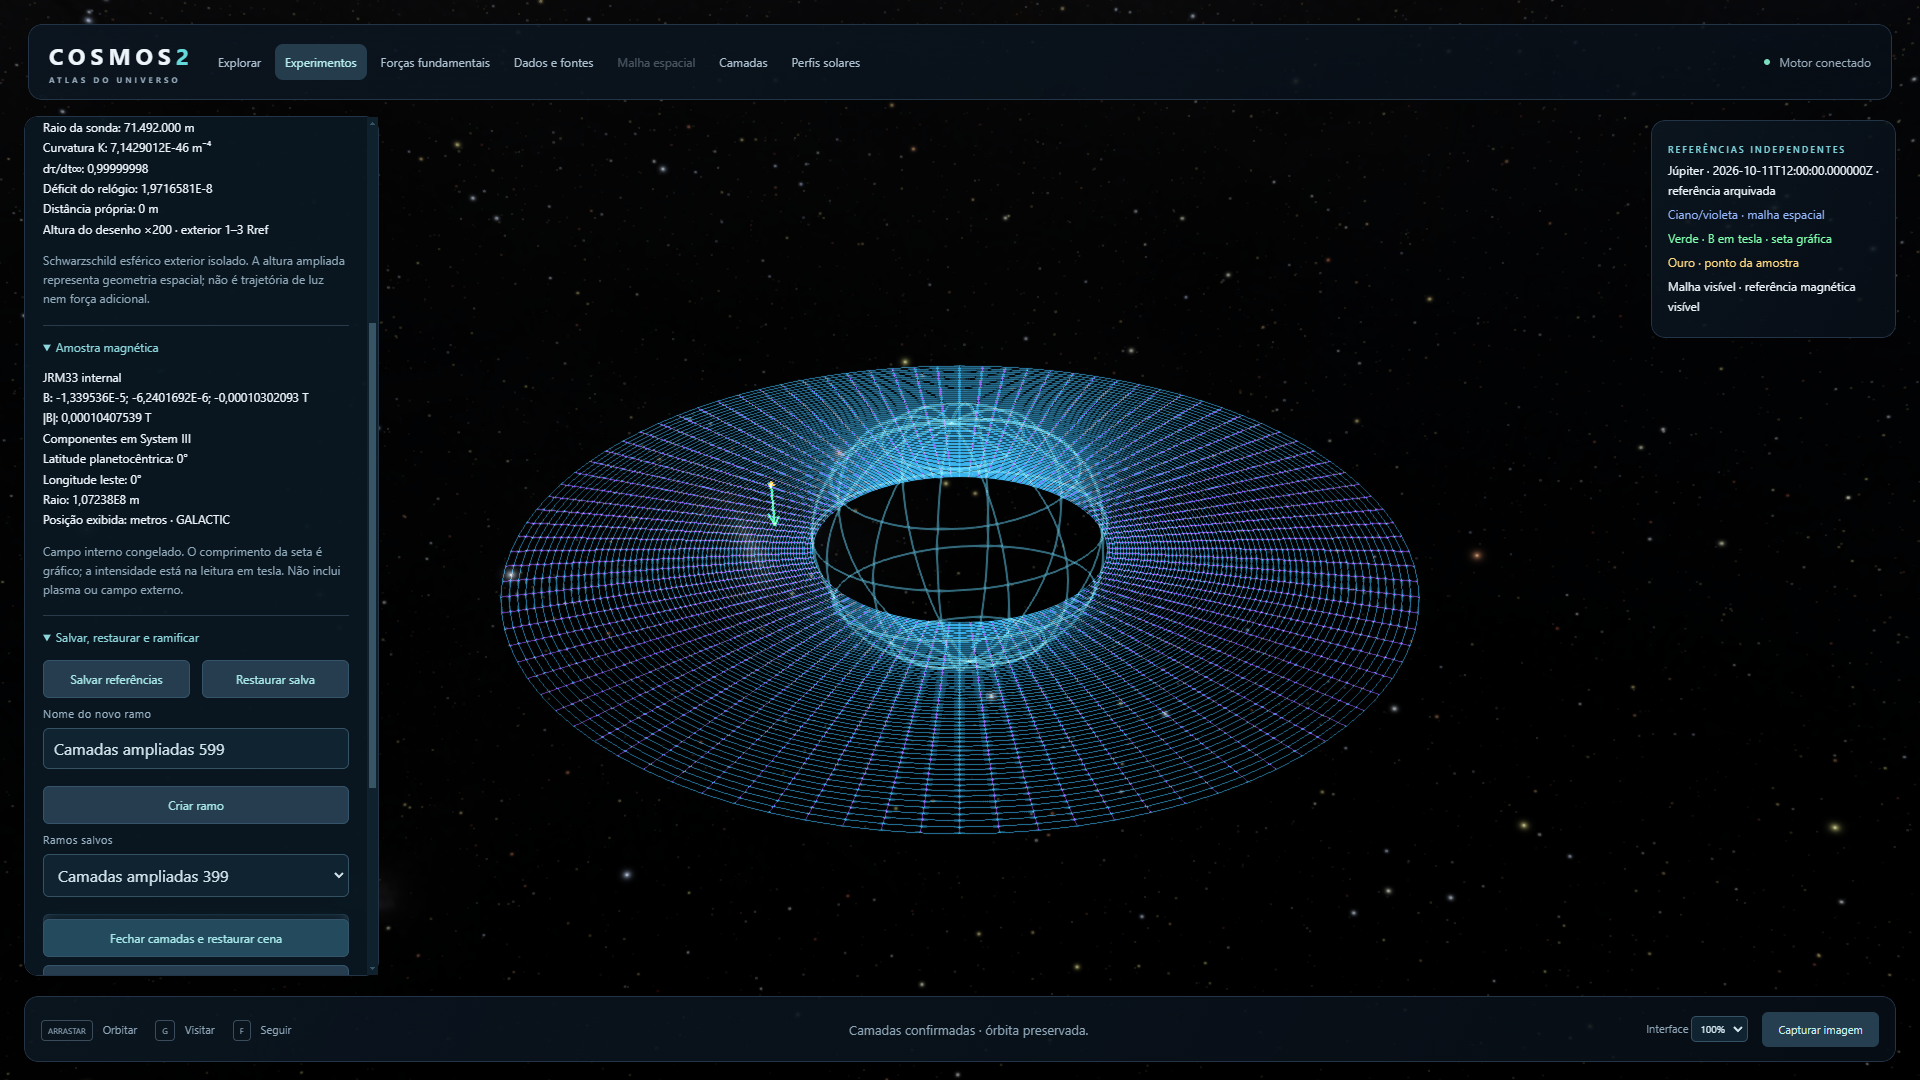 COSMOS2
ATLAS DO UNIVERSO
Explorar
Experimentos
Forças fundamentais
Dados e fontes
Malha espacial
Camadas
Perfis solares
Motor conectado
Raio da sonda: 71.492.000 m
Curvatura K: 7,1429012E-46 m⁻⁴
dτ/dt∞: 0,99999998
Déficit do relógio: 1,9716581E-8
Distância própria: 0 m
Altura do desenho ×200 · exterior 1–3 Rref
Schwarzschild esférico exterior isolado. A altura ampliada
representa geometria espacial; não é trajetória de luz
nem força adicional.
▼ Amostra magnética
JRM33 internal
B: -1,339536E-5; -6,2401692E-6; -0,00010302093 T
|B|: 0,00010407539 T
Componentes em System III
Latitude planetocêntrica: 0°
Longitude leste: 0°
Raio: 1,07238E8 m
Posição exibida: metros · GALACTIC
Campo interno congelado. O comprimento da seta é
gráfico; a intensidade está na leitura em tesla. Não inclui
plasma ou campo externo.
▼ Salvar, restaurar e ramificar
Salvar referências
Restaurar salva
Nome do novo ramo
Camadas ampliadas 599
Criar ramo
Ramos salvos
Camadas ampliadas 399
Fechar camadas e restaurar cena
REFERÊNCIAS INDEPENDENTES
Júpiter · 2026-10-11T12:00:00.000000Z ·
referência arquivada
Ciano/violeta · malha espacial
Verde · B em tesla · seta gráfica
Ouro · ponto da amostra
Malha visível · referência magnética
visível
ARRASTAR Orbitar
G Visitar
F Seguir
Camadas confirmadas · órbita preservada.
Interface 100%
Capturar imagem